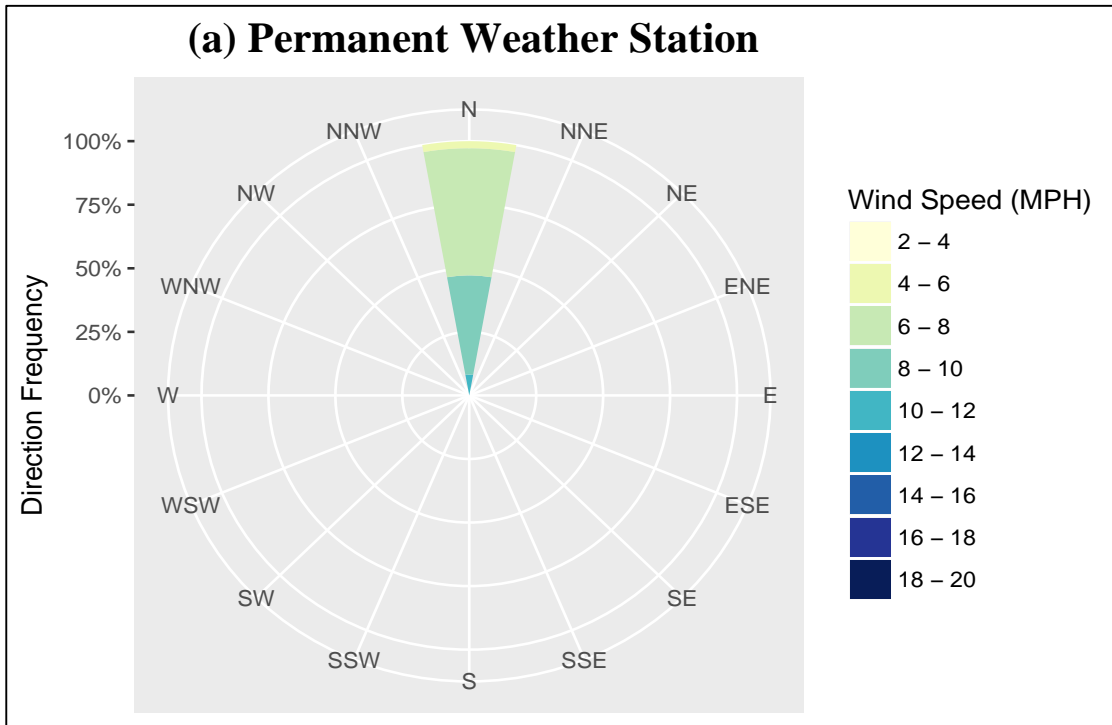 (a) Permanent Weather Station
Direction Frequency
100%
75%
50%
25%
0%
N
NNE
NE
ENE
E
ESE
SE
SSE
S
SSW
SW
WSW
W
WNW
NW
NNW
Wind Speed (MPH)
2 – 4
4 – 6
6 – 8
8 – 10
10 – 12
12 – 14
14 – 16
16 – 18
18 – 20